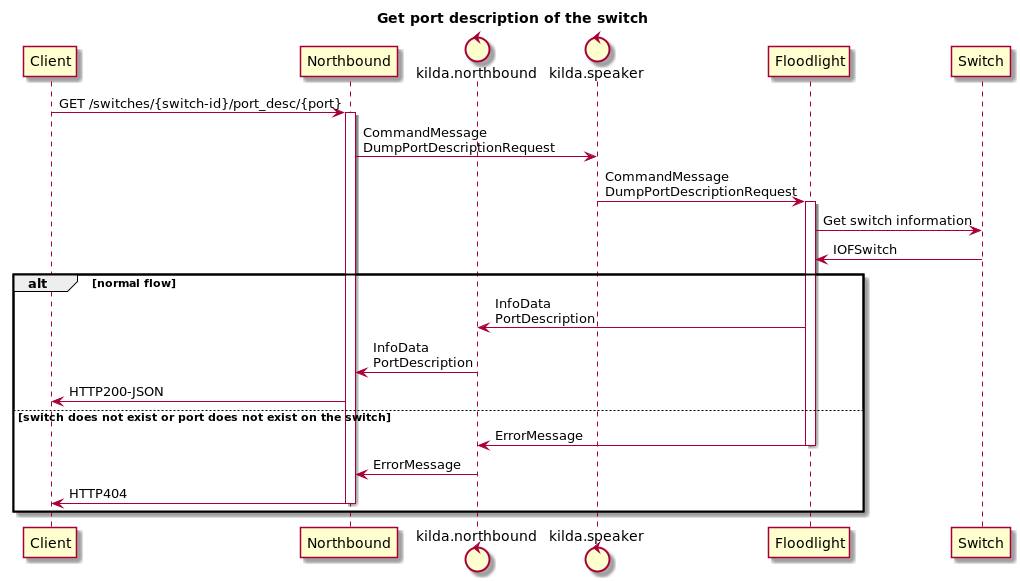 Get port description of the switch
Client
Northbound
kilda.northbound
kilda.speaker
Floodlight
Switch
GET /switches/{switch-id}/port_desc/{port}
CommandMessage
DumpPortDescriptionRequest
CommandMessage
DumpPortDescriptionRequest
Get switch information
IOFSwitch
alt
[normal flow]
InfoData
PortDescription
InfoData
PortDescription
HTTP200-JSON
[switch does not exist or port does not exist on the switch]
ErrorMessage
ErrorMessage
HTTP404
Client
Northbound
kilda.northbound
kilda.speaker
Floodlight
Switch